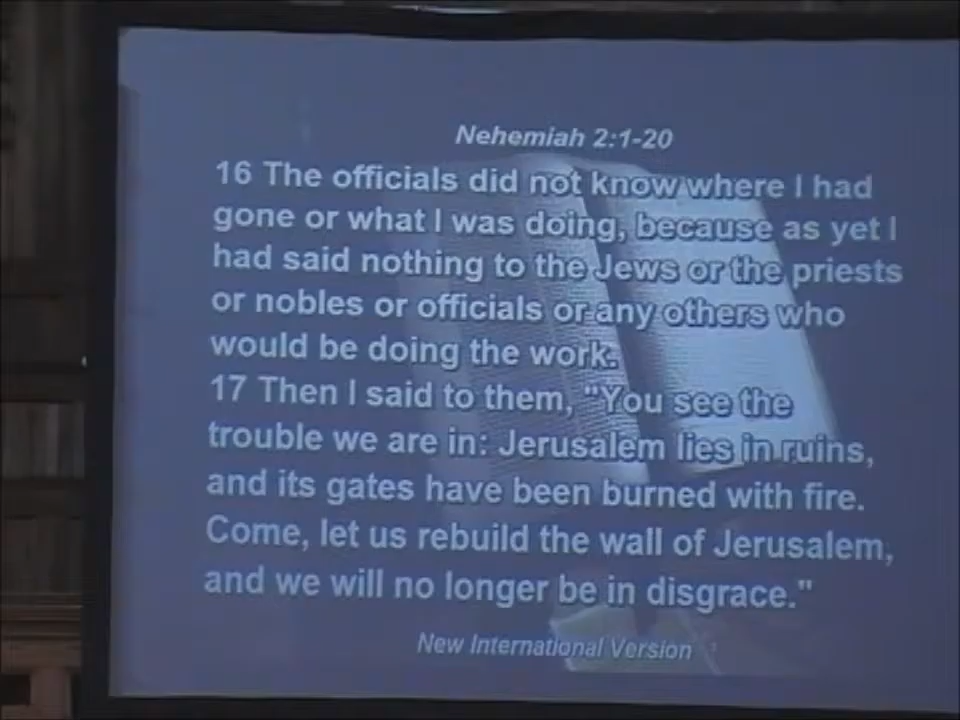 Nehemiah 2:1-20
16 The officials did not know where I had
gone or what I was doing, because as yet I
had said nothing to the Jews or the priests
or nobles or officials or any others who
would be doing the work.
17 Then I said to them, "You see the
trouble we are in: Jerusalem lies in ruins,
and its gates have been burned with fire.
Come, let us rebuild the wall of Jerusalem,
and we will no longer be in disgrace."
New International Version